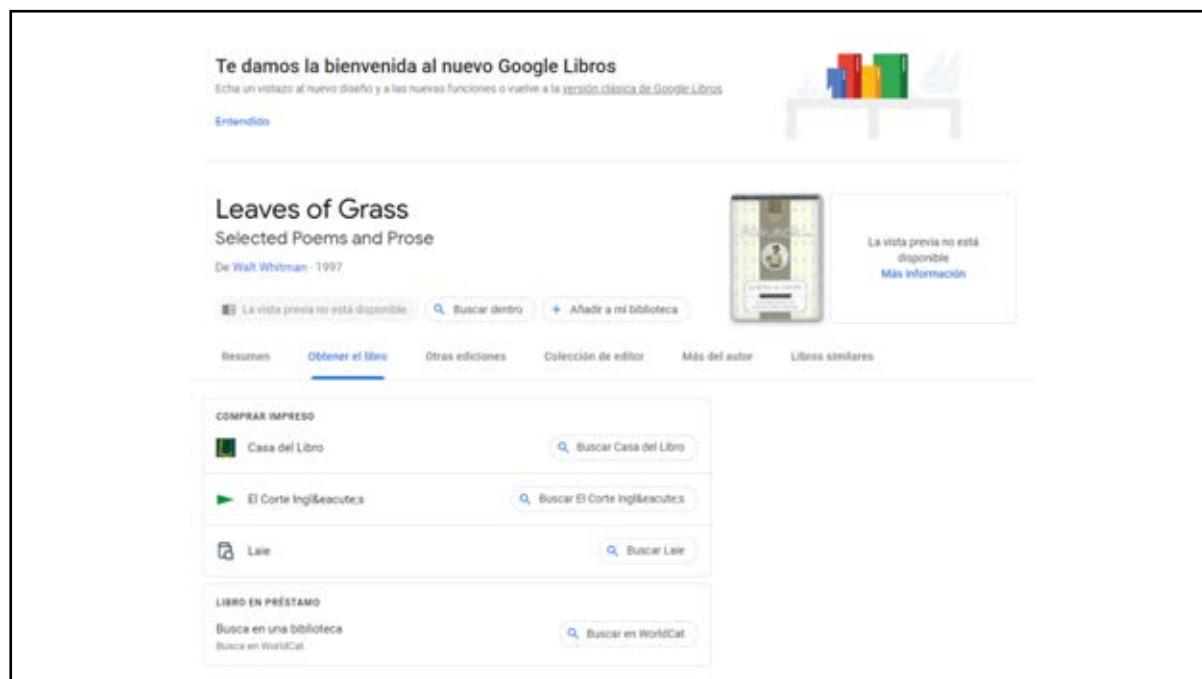 Te damos la bienvenida al nuevo Google Libros
Echa un vistazo al nuevo diseño y a las nuevas funciones o vuelve a la versión clásica de Google Libros
Entendido
Leaves of Grass
Selected Poems and Prose
De Walt Whitman · 1997
La vista previa no está disponible
Más información
La vista previa no está disponible
Buscar dentro
+ Añadir a mi biblioteca
Resumen
Obtener el libro
Otras ediciones
Colección de editor
Más del autor
Libros similares
COMPRAR IMPRESO
Casa del Libro
Buscar Casa del Libro
El Corte Ingl&eacute;s
Buscar El Corte Ingl&eacute;s
Laie
Buscar Laie
LIBRO EN PRÉSTAMO
Busca en una biblioteca
Busca en WorldCat.
Buscar en WorldCat